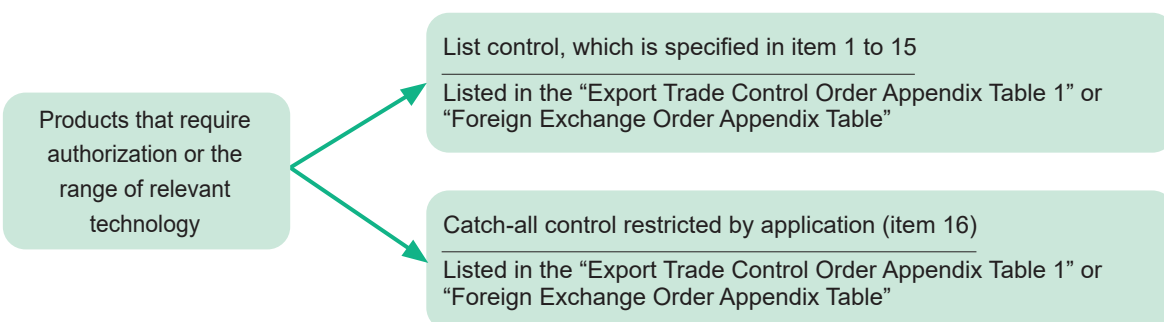 Products that require
authorization or the
range of relevant
technology
List control, which is specified in item 1 to 15
Listed in the “Export Trade Control Order Appendix Table 1” or
“Foreign Exchange Order Appendix Table”
Catch-all control restricted by application (item 16)
Listed in the “Export Trade Control Order Appendix Table 1” or
“Foreign Exchange Order Appendix Table”